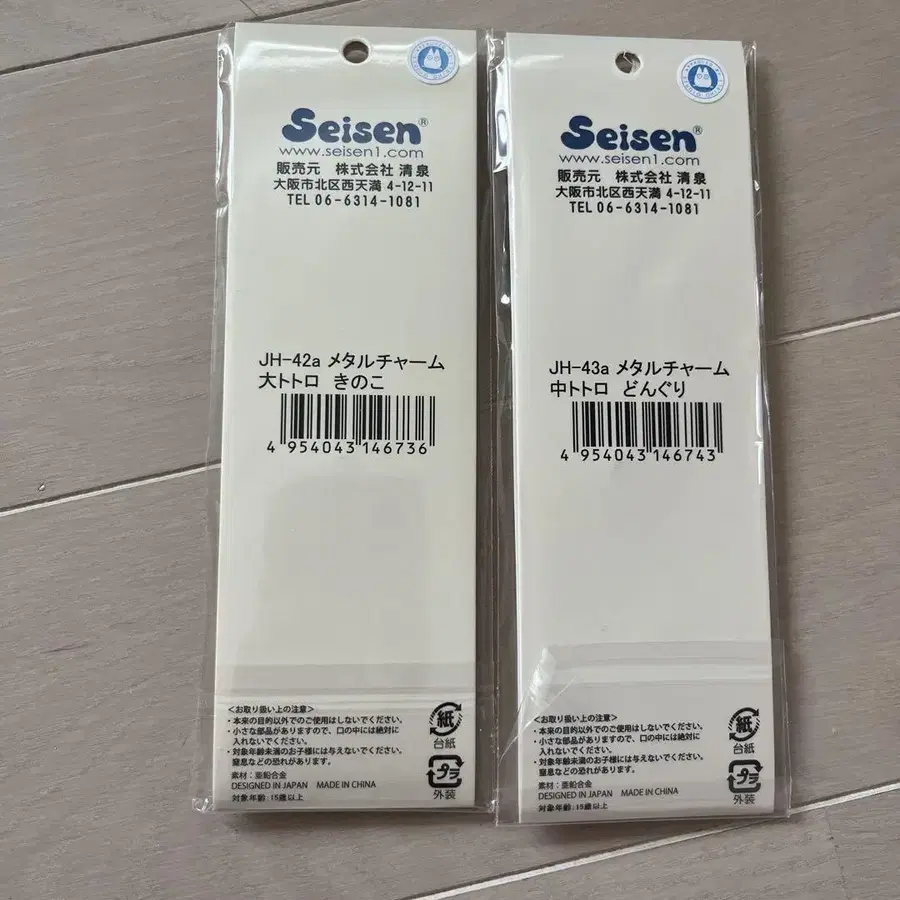 Seisen®
www.seisen1.com
販売元 株式会社 清泉
大阪市北区西天満 4-12-11
TEL 06-6314-1081
JH-42a メタルチャーム
大トトロ きのこ
4 954043 146736
<お取り扱い上の注意>
・本来の目的以外でのご使用はしないでください。
・小さな部品がありますので、口の中には絶対に
入れないでください。
・対象年齢未満のお子様には与えないでください。
窒息などの恐れがあります。
素材:亜鉛合金
DESIGNED IN JAPAN MADE IN CHINA
対象年齢:15歳以上
紙
台紙
プラ
外装
Seisen®
www.seisen1.com
販売元 株式会社 清泉
大阪市北区西天満 4-12-11
TEL 06-6314-1081
JH-43a メタルチャーム
中トトロ どんぐり
4 954043 146743
<お取り扱い上の注意>
・本来の目的以外でのご使用はしないでください。
・小さな部品がありますので、口の中には絶対に
入れないでください。
・対象年齢未満のお子様には与えないでください。
窒息などの恐れがあります。
素材:亜鉛合金
DESIGNED IN JAPAN MADE IN CHINA
対象年齢:15歳以上
紙
台紙
プラ
外装